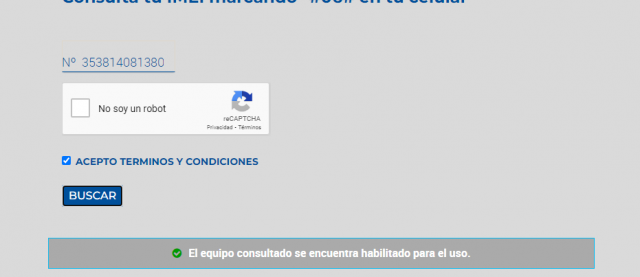 Consulta tu IMEI marcando *#06# en tu celular
Nº 353814081380
No soy un robot
reCAPTCHA
Privacidad • Términos
ACEPTO TERMINOS Y CONDICIONES
BUSCAR
El equipo consultado se encuentra habilitado para el uso.